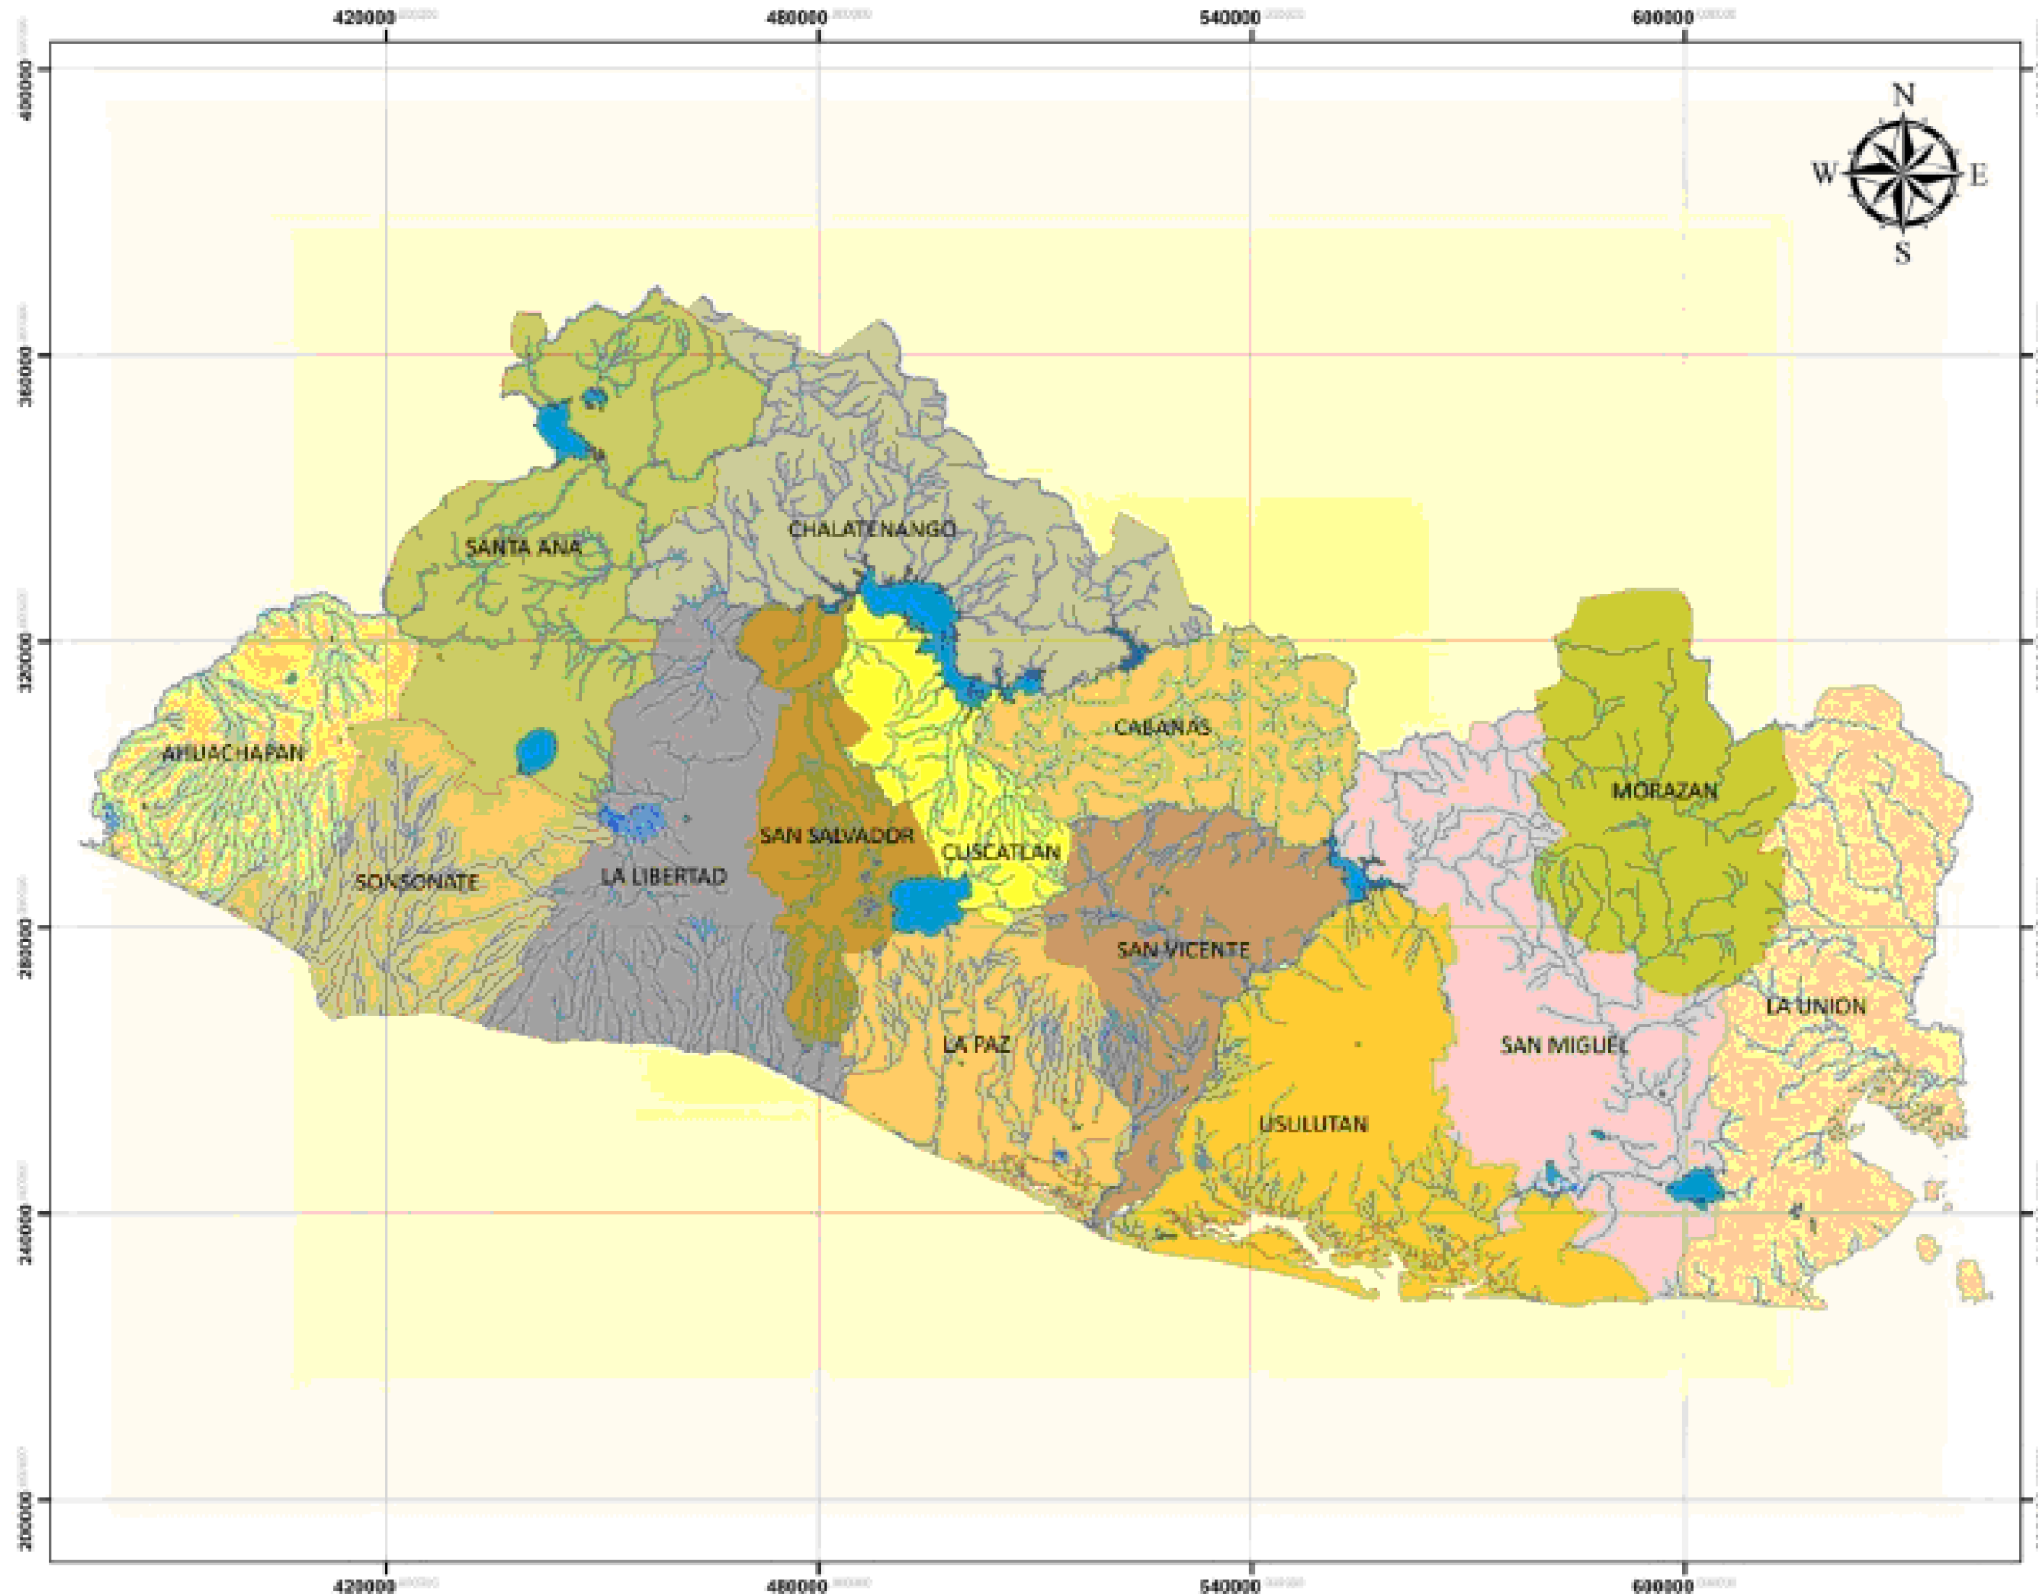 420000 480000 540000 600000
400000
N
W E
S
360000
CHALATENANGO
SANTA ANA
320000
CABANAS
AHUACHAPAN
MORAZAN
SAN SALVADOR
CUSCATLAN
LA LIBERTAD
SONSONATE
280000
SAN VICENTE
LA UNION
LA PAZ
SAN MIGUEL
USULUTAN
240000
200000
420000 480000 540000 600000